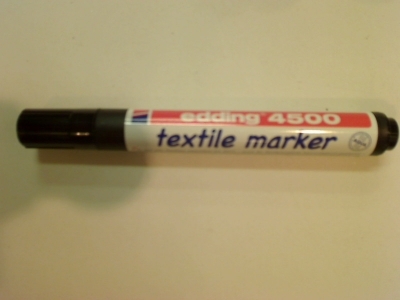 edding 4500
textile marker